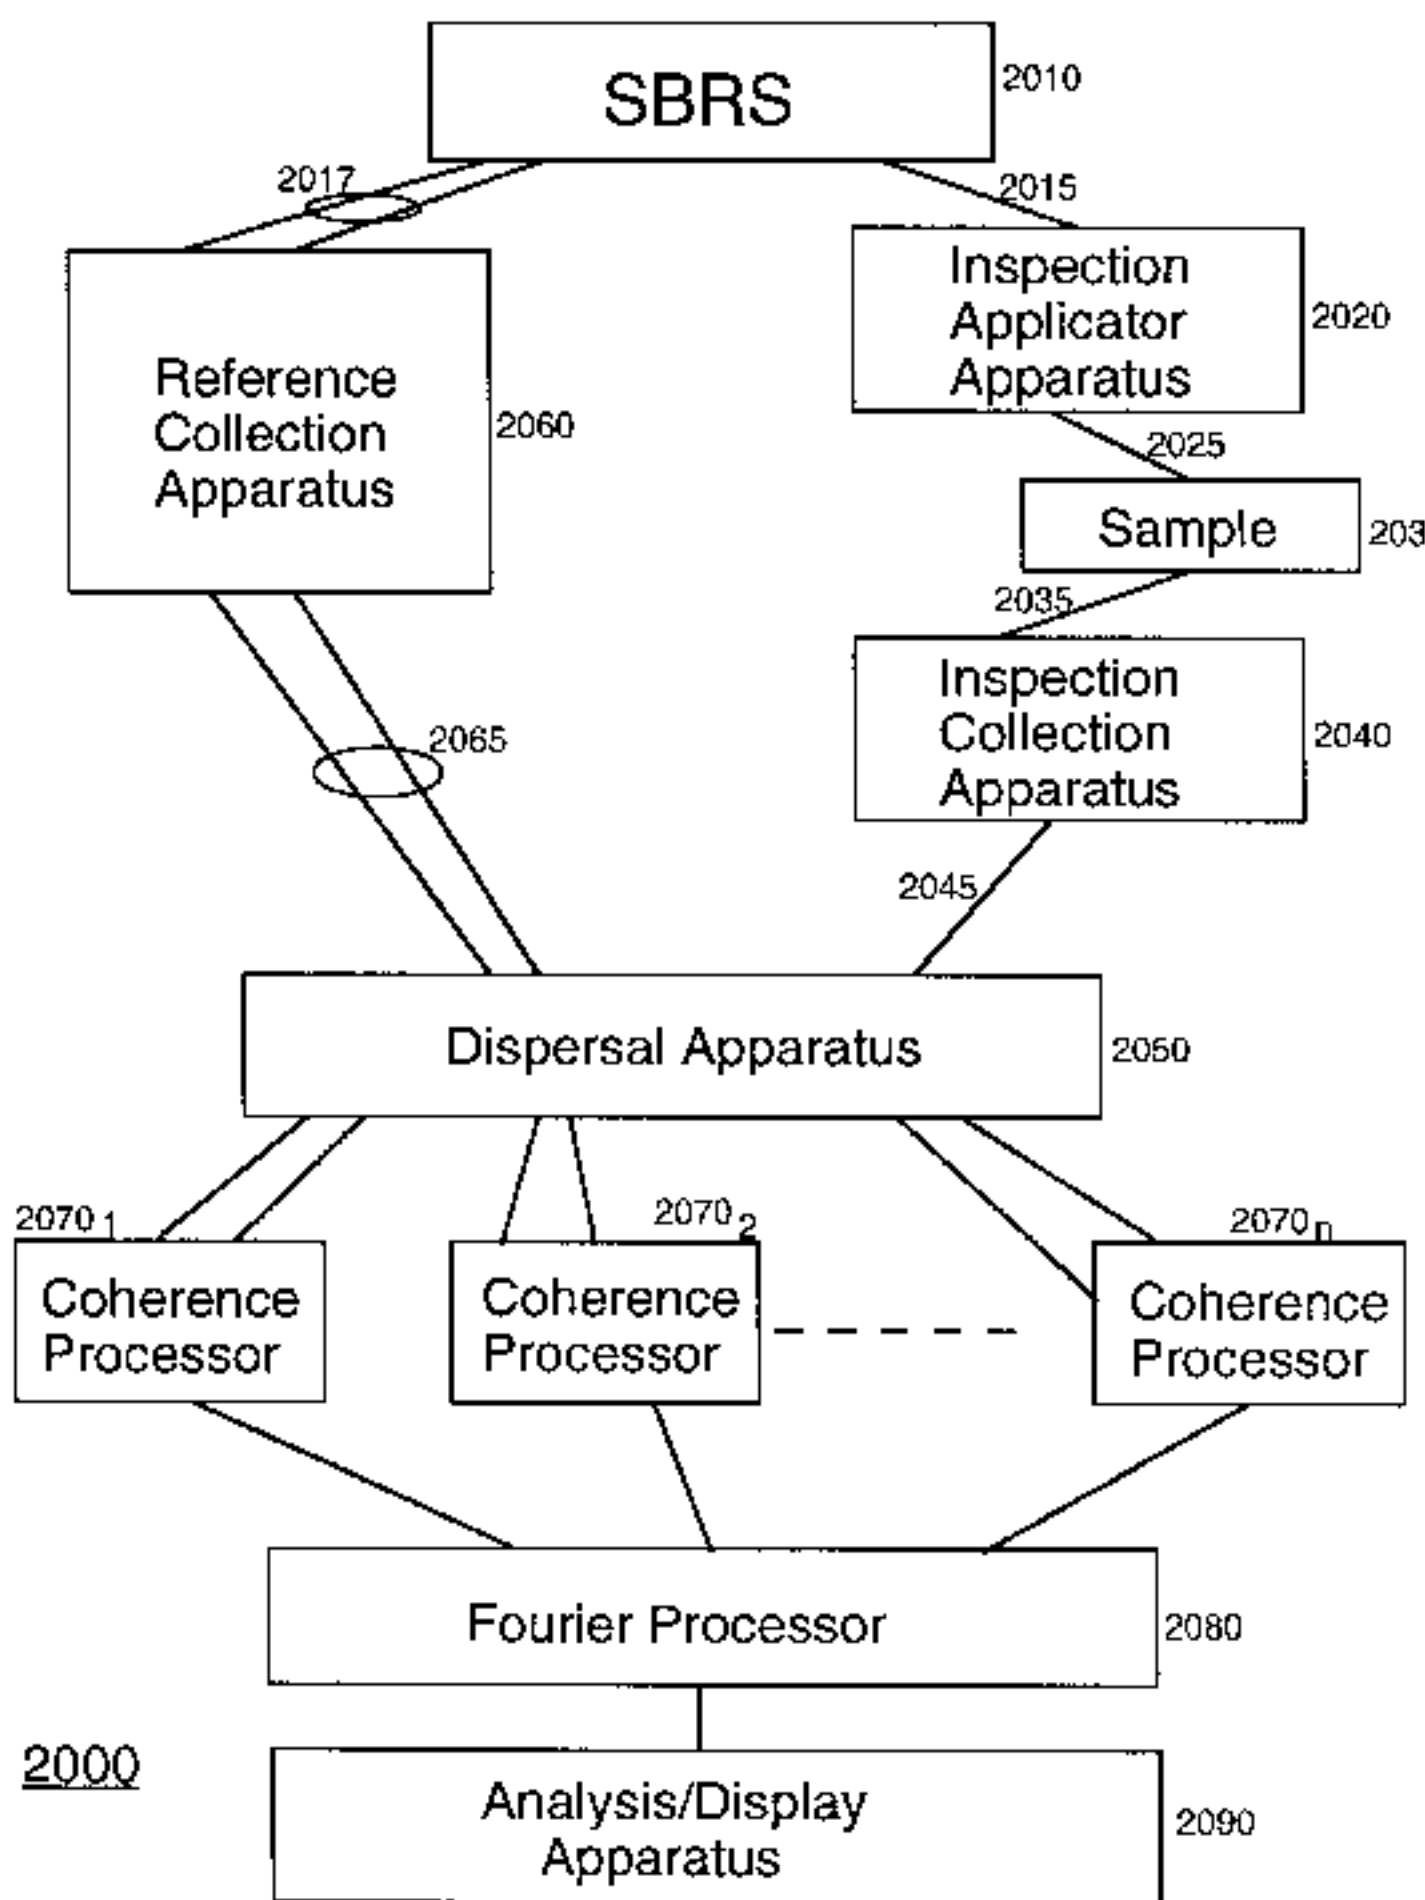 SBRS
2010
2017
2015
Inspection
Applicator
Apparatus
2020
Reference
Collection
Apparatus
2060
2025
Sample
203
2035
Inspection
Collection
Apparatus
2040
2065
2045
Dispersal Apparatus
2050
2070 1
2070 2
2070 n
Coherence
Processor
Coherence
Processor
Coherence
Processor
Fourier Processor
2080
2000
Analysis/Display
Apparatus
2090